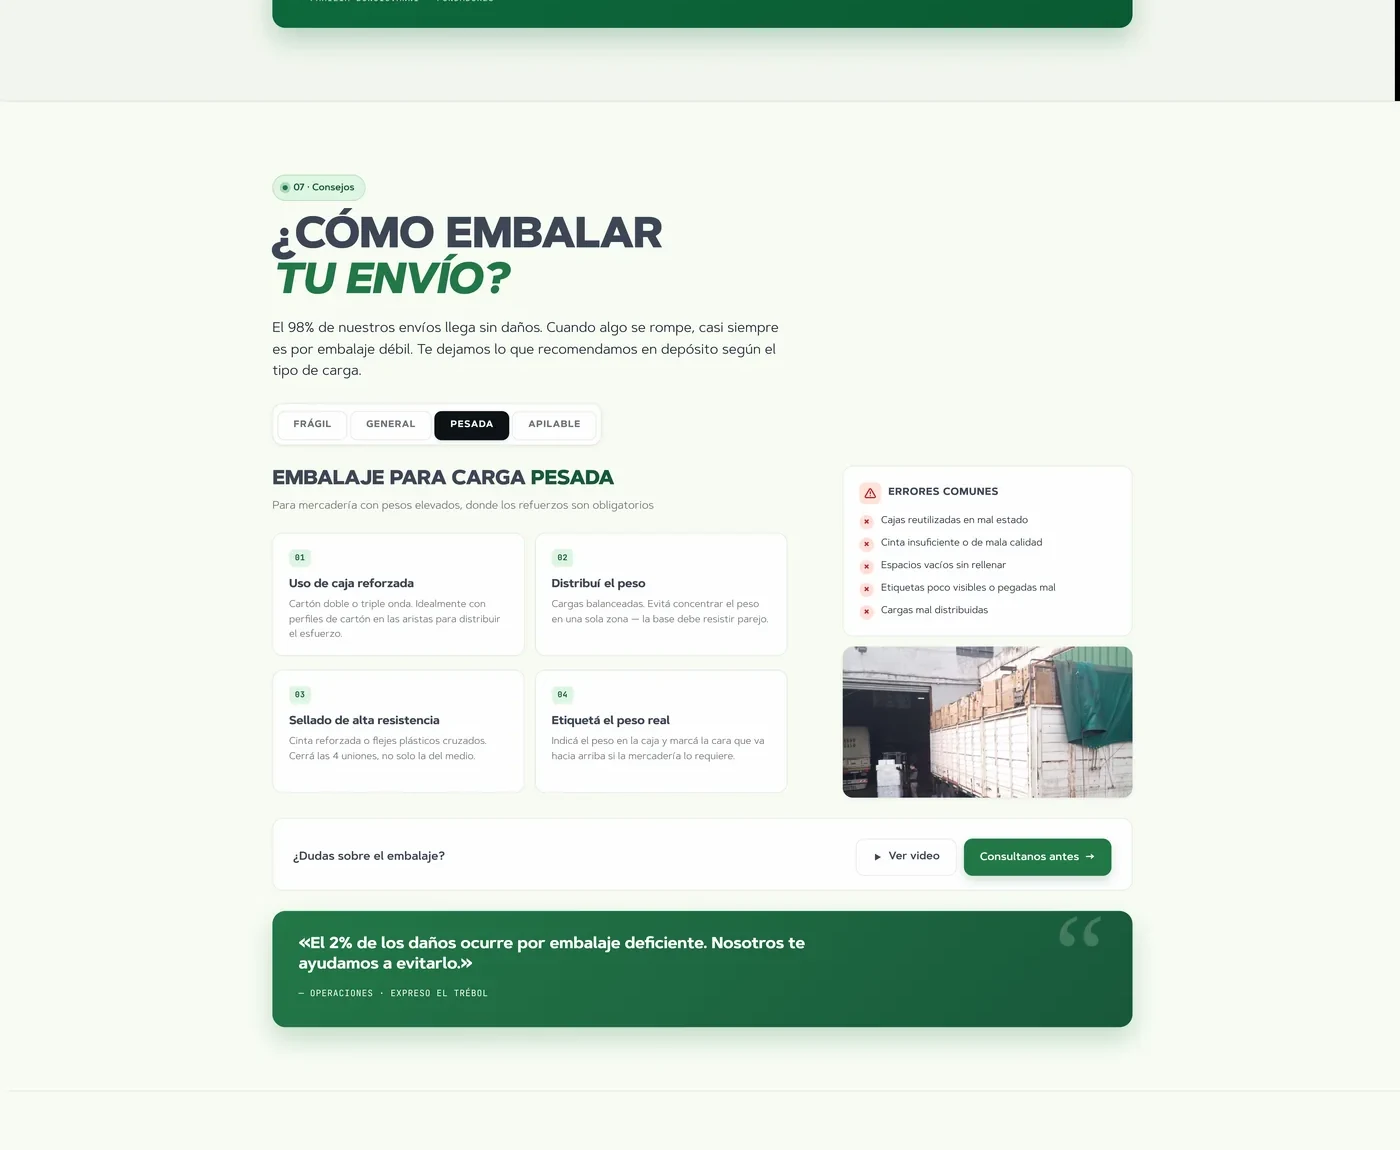 07 · Consejos
¿CÓMO EMBALAR
TU ENVÍO?
El 98% de nuestros envíos llega sin daños. Cuando algo se rompe, casi siempre
es por embalaje débil. Te dejamos lo que recomendamos en depósito según el
tipo de carga.
FRÁGIL
GENERAL
PESADA
APILABLE
EMBALAJE PARA CARGA PESADA
Para mercadería con pesos elevados, donde los refuerzos son obligatorios
01
Uso de caja reforzada
Cartón doble o triple onda. Idealmente con
perfiles de cartón en las aristas para distribuir
el esfuerzo.
02
Distribuí el peso
Cargas balanceadas. Evitá concentrar el peso
en una sola zona — la base debe resistir parejo.
03
Sellado de alta resistencia
Cinta reforzada o flejes plásticos cruzados.
Cerrá las 4 uniones, no solo la del medio.
04
Etiquetá el peso real
Indicá el peso en la caja y marcá la cara que va
hacia arriba si la mercadería lo requiere.
ERRORES COMUNES
Cajas reutilizadas en mal estado
Cinta insuficiente o de mala calidad
Espacios vacíos sin rellenar
Etiquetas poco visibles o pegadas mal
Cargas mal distribuidas
¿Dudas sobre el embalaje?
Ver video
Consultanos antes →
«El 2% de los daños ocurre por embalaje deficiente. Nosotros te
ayudamos a evitarlo.»
— OPERACIONES · EXPRESO EL TRÉBOL